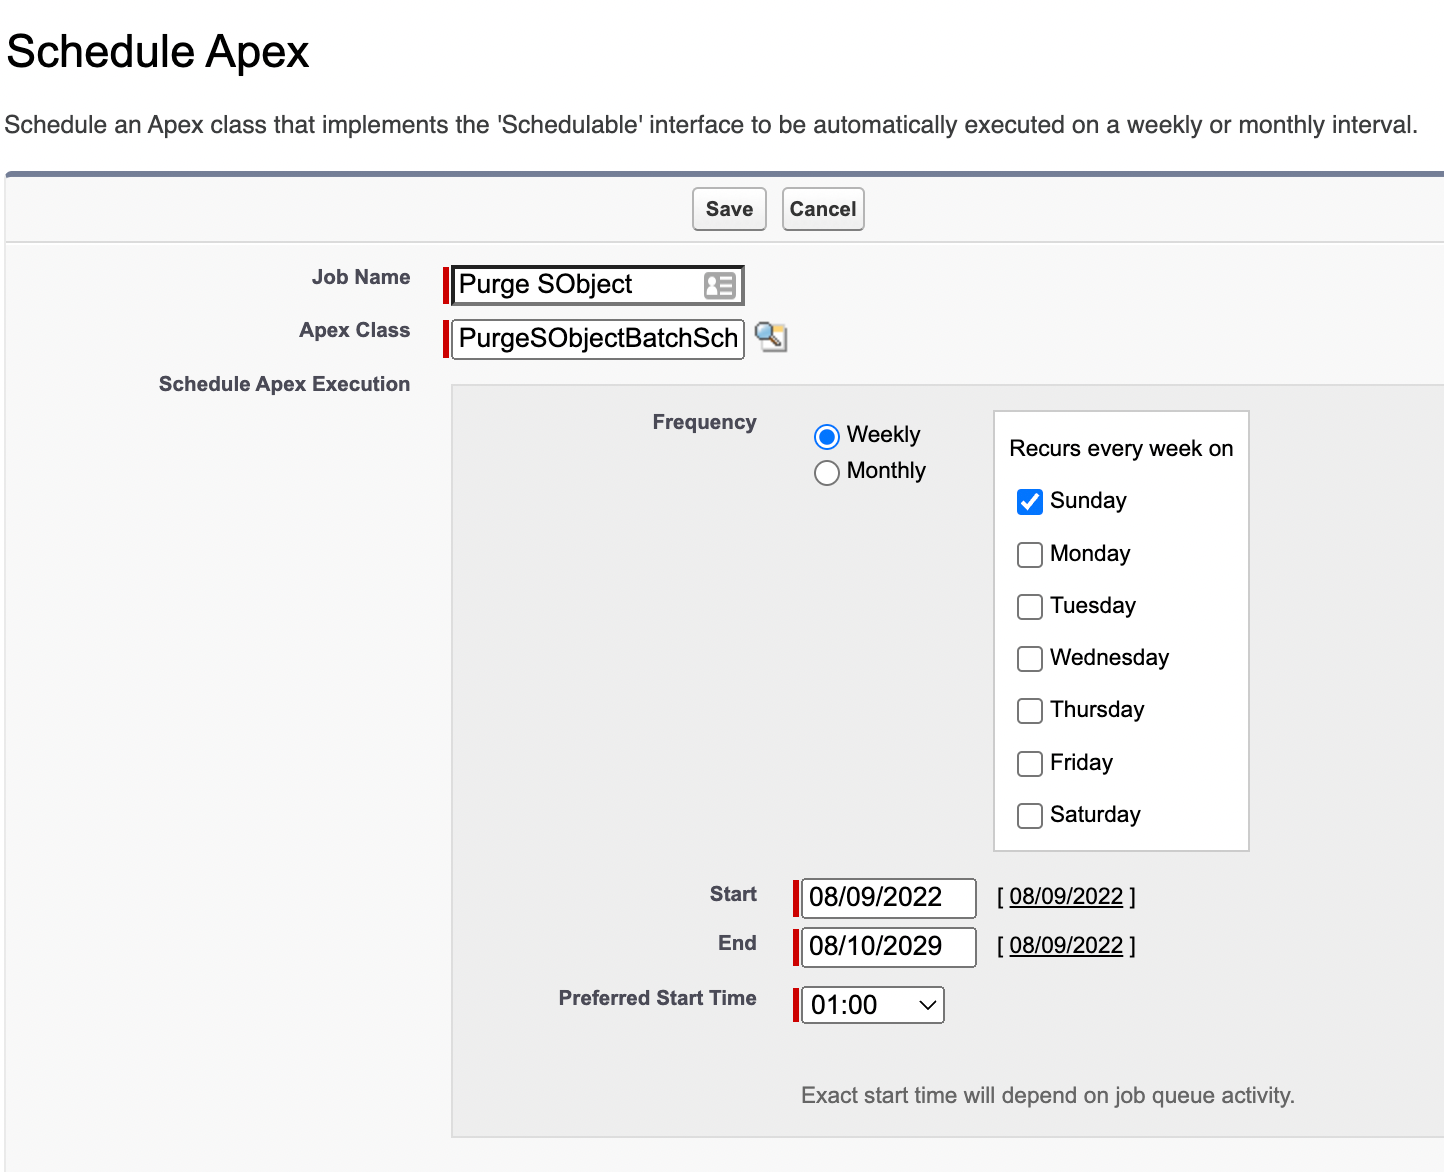 Schedule Apex
Schedule an Apex class that implements the 'Schedulable' interface to be automatically executed on a weekly or monthly interval.
Save Cancel
Job Name Purge SObject
Apex Class PurgeSObjectBatchSch
Schedule Apex Execution
Frequency
Weekly
Monthly
Recurs every week on
Sunday
Monday
Tuesday
Wednesday
Thursday
Friday
Saturday
Start 08/09/2022 [ 08/09/2022 ]
End 08/10/2029 [ 08/09/2022 ]
Preferred Start Time 01:00
Exact start time will depend on job queue activity.